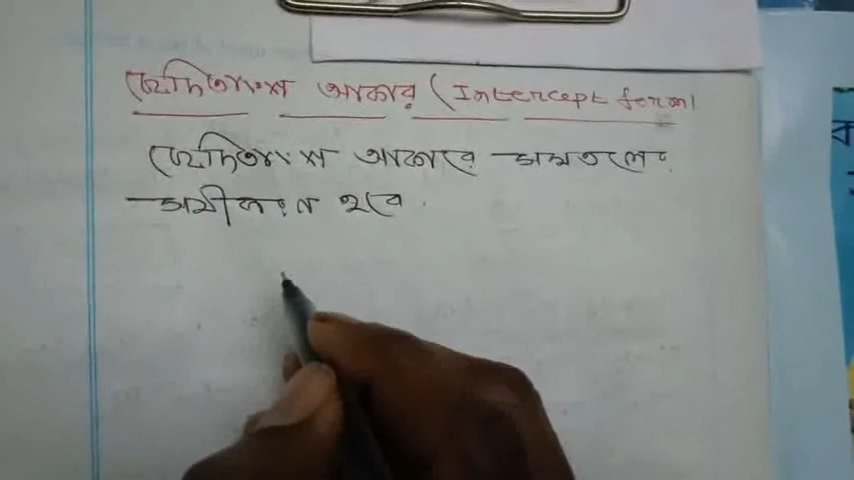 ছেদিতাংশ আকার (Intercept form)
ছেদিতাংশ আকারে সমতলের
সমীকরণ হবে